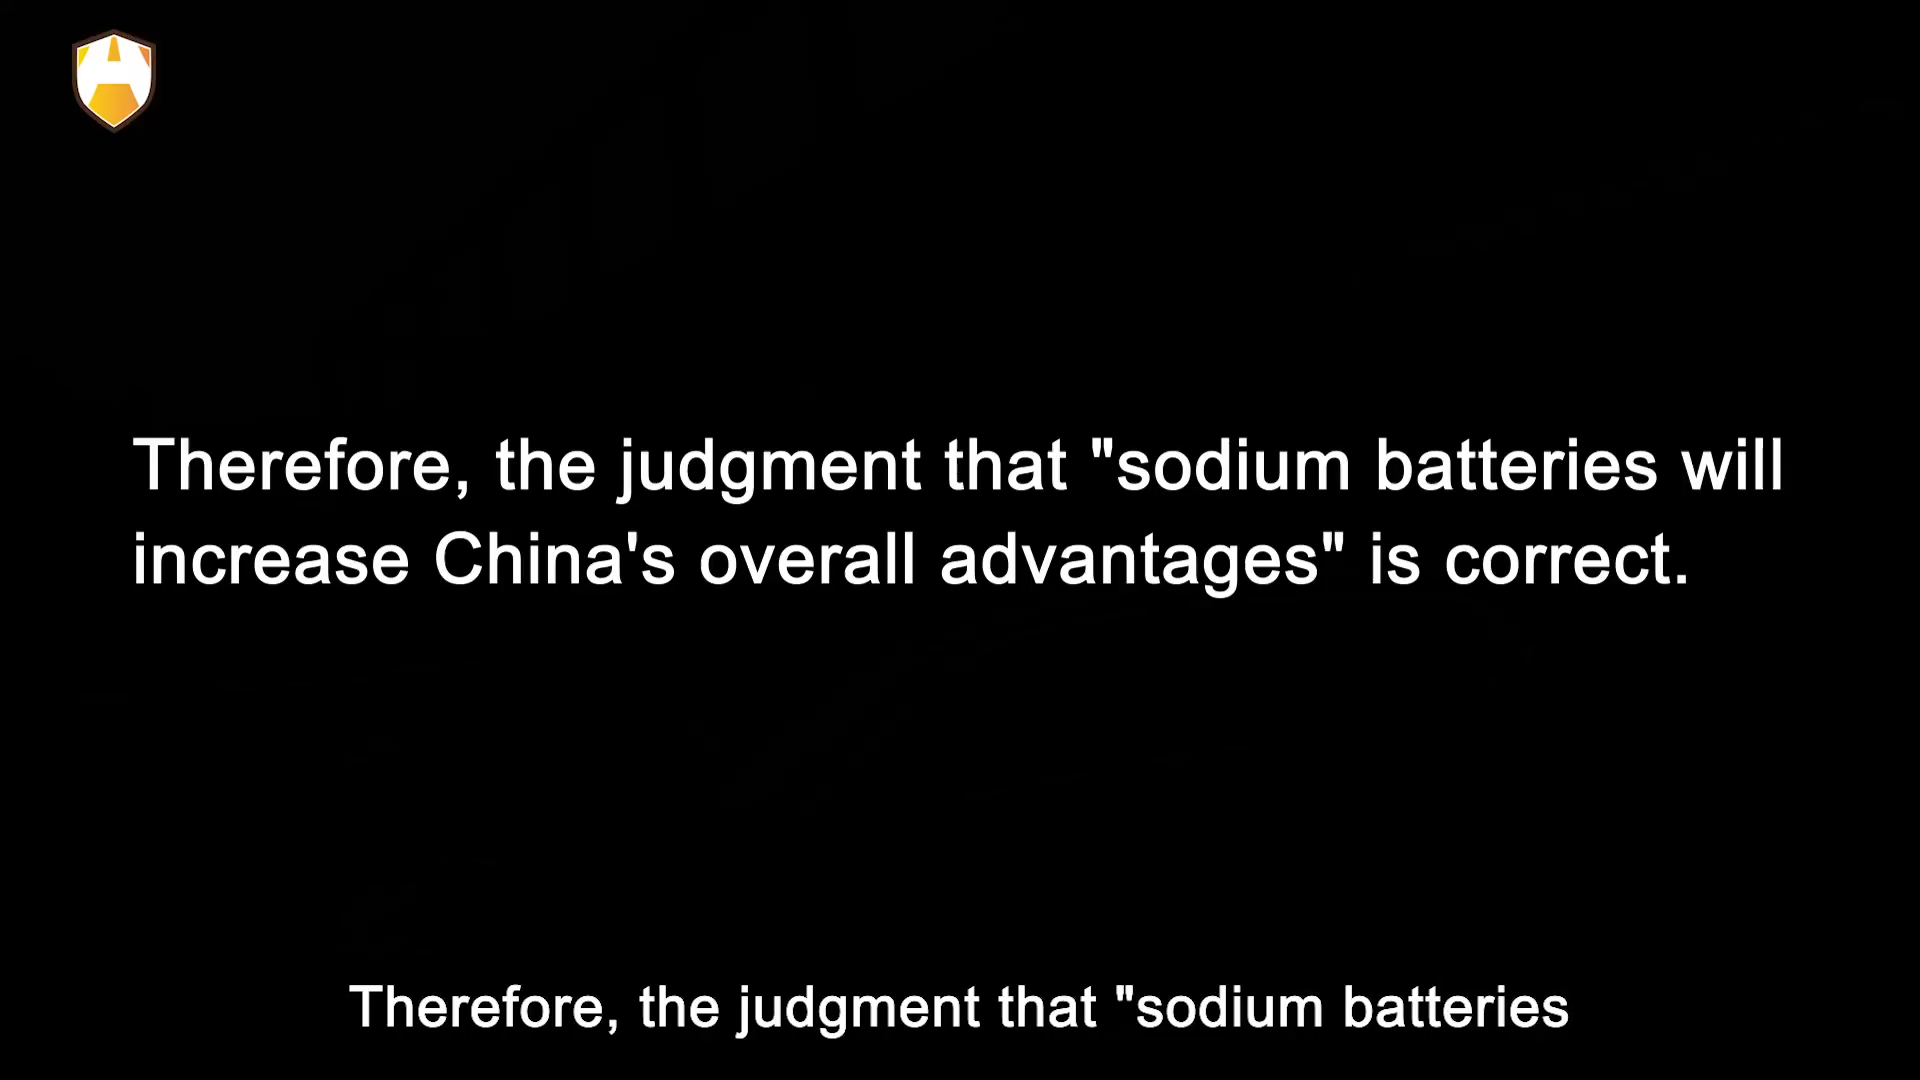 Therefore, the judgment that "sodium batteries will
increase China's overall advantages" is correct.
Therefore, the judgment that "sodium batteries